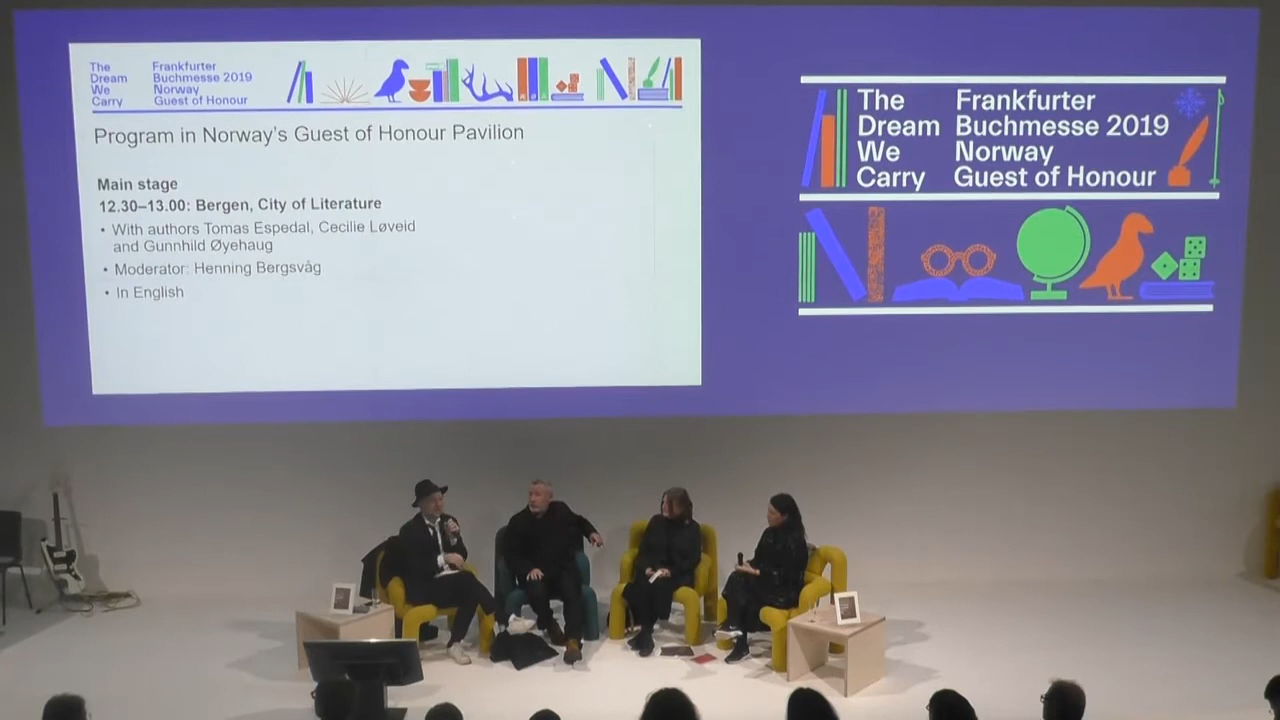 The Dream We Carry
Frankfurter Buchmesse 2019 Norway Guest of Honour
Program in Norway's Guest of Honour Pavilion
Main stage
12.30–13.00: Bergen, City of Literature
• With authors Tomas Espedal, Cecilie Løveid
and Gunnhild Øyehaug
• Moderator: Henning Bergsvåg
• In English
The Frankfurter
Dream Buchmesse 2019
We Norway
Carry Guest of Honour